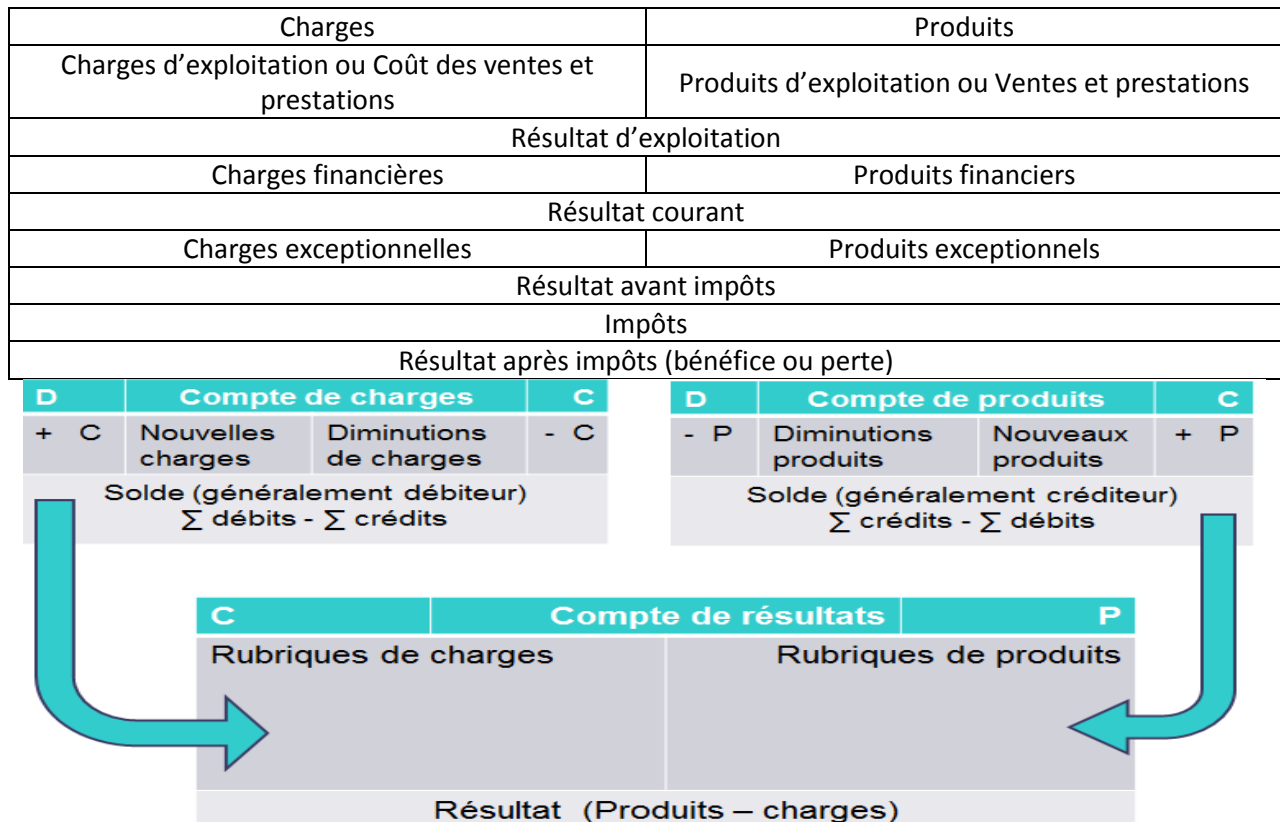 Charges Produits
Charges d’exploitation ou Coût des ventes et
prestations
Produits d’exploitation ou Ventes et prestations
Résultat d’exploitation
Charges financières Produits financiers
Résultat courant
Charges exceptionnelles Produits exceptionnels
Résultat avant impôts
Impôts
Résultat après impôts (bénéfice ou perte)
D Compte de charges C
+ C Nouvelles charges Diminutions de charges - C
Solde (généralement débiteur)
∑ débits - ∑ crédits
D Compte de produits C
- P Diminutions produits Nouveaux produits + P
Solde (généralement créditeur)
∑ crédits - ∑ débits
C Compte de résultats P
Rubriques de charges Rubriques de produits
Résultat (Produits – charges)